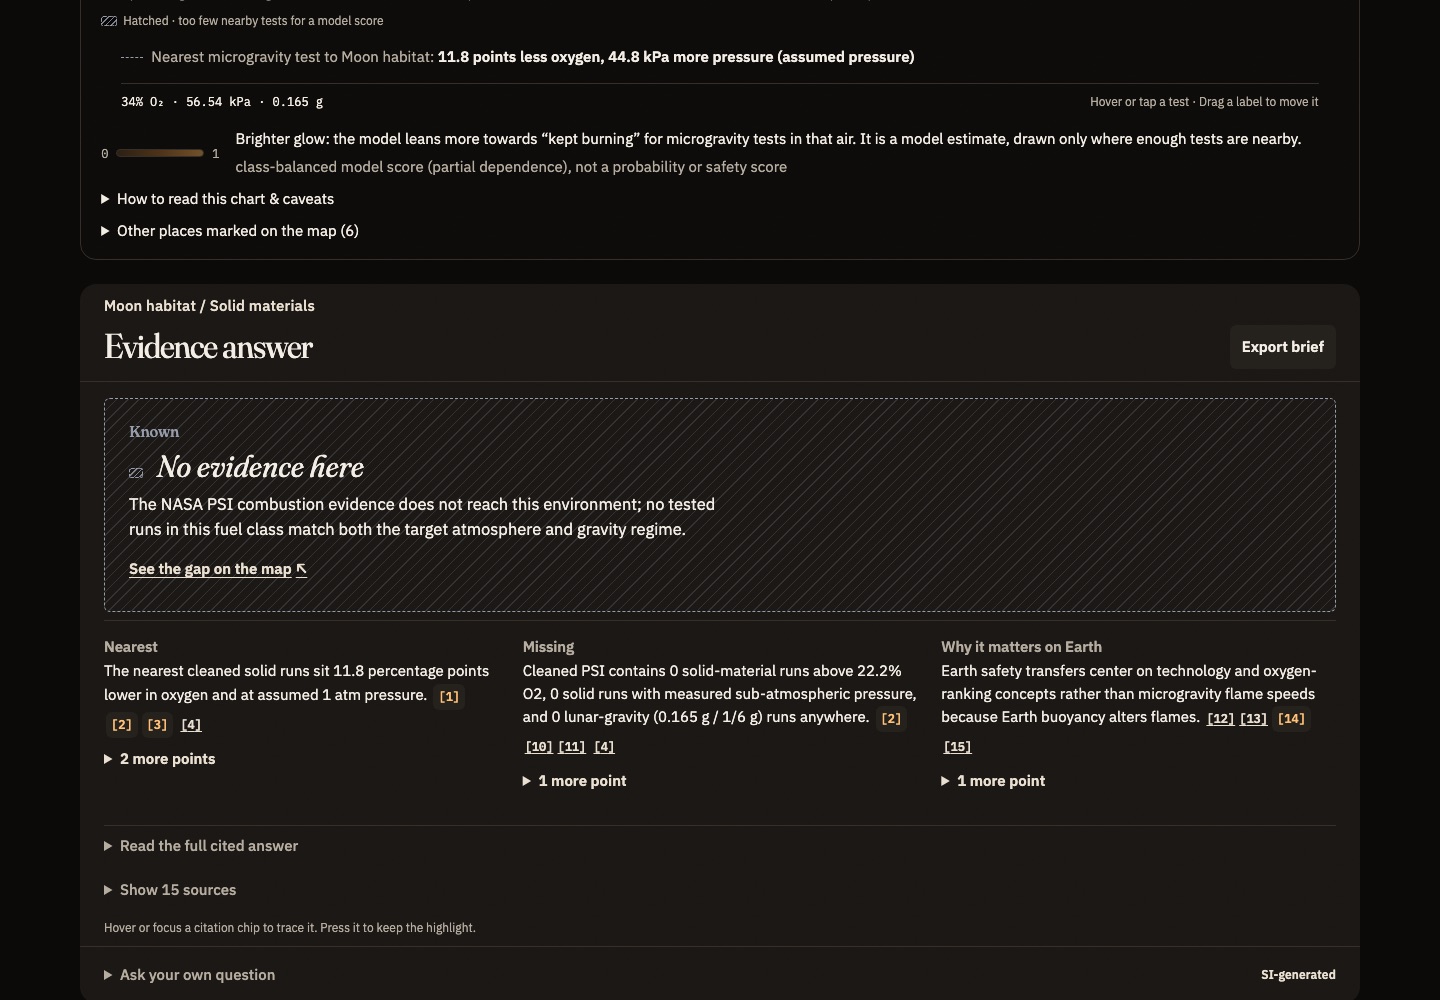 Hatched · too few nearby tests for a model score
Nearest microgravity test to Moon habitat: 11.8 points less oxygen, 44.8 kPa more pressure (assumed pressure)
34% O₂ · 56.54 kPa · 0.165 g
Hover or tap a test · Drag a label to move it
0 1
Brighter glow: the model leans more towards “kept burning” for microgravity tests in that air. It is a model estimate, drawn only where enough tests are nearby.
class-balanced model score (partial dependence), not a probability or safety score
How to read this chart & caveats
Other places marked on the map (6)
Moon habitat / Solid materials
Evidence answer
Export brief
Known
No evidence here
The NASA PSI combustion evidence does not reach this environment; no tested
runs in this fuel class match both the target atmosphere and gravity regime.
See the gap on the map ↖
Nearest
The nearest cleaned solid runs sit 11.8 percentage points
lower in oxygen and at assumed 1 atm pressure. [1]
[2] [3] [4]
2 more points
Missing
Cleaned PSI contains 0 solid-material runs above 22.2%
O2, 0 solid runs with measured sub-atmospheric pressure,
and 0 lunar-gravity (0.165 g / 1/6 g) runs anywhere. [2]
[10] [11] [4]
1 more point
Why it matters on Earth
Earth safety transfers center on technology and oxygen-
ranking concepts rather than microgravity flame speeds
because Earth buoyancy alters flames. [12] [13] [14]
[15]
1 more point
Read the full cited answer
Show 15 sources
Hover or focus a citation chip to trace it. Press it to keep the highlight.
Ask your own question
SI-generated